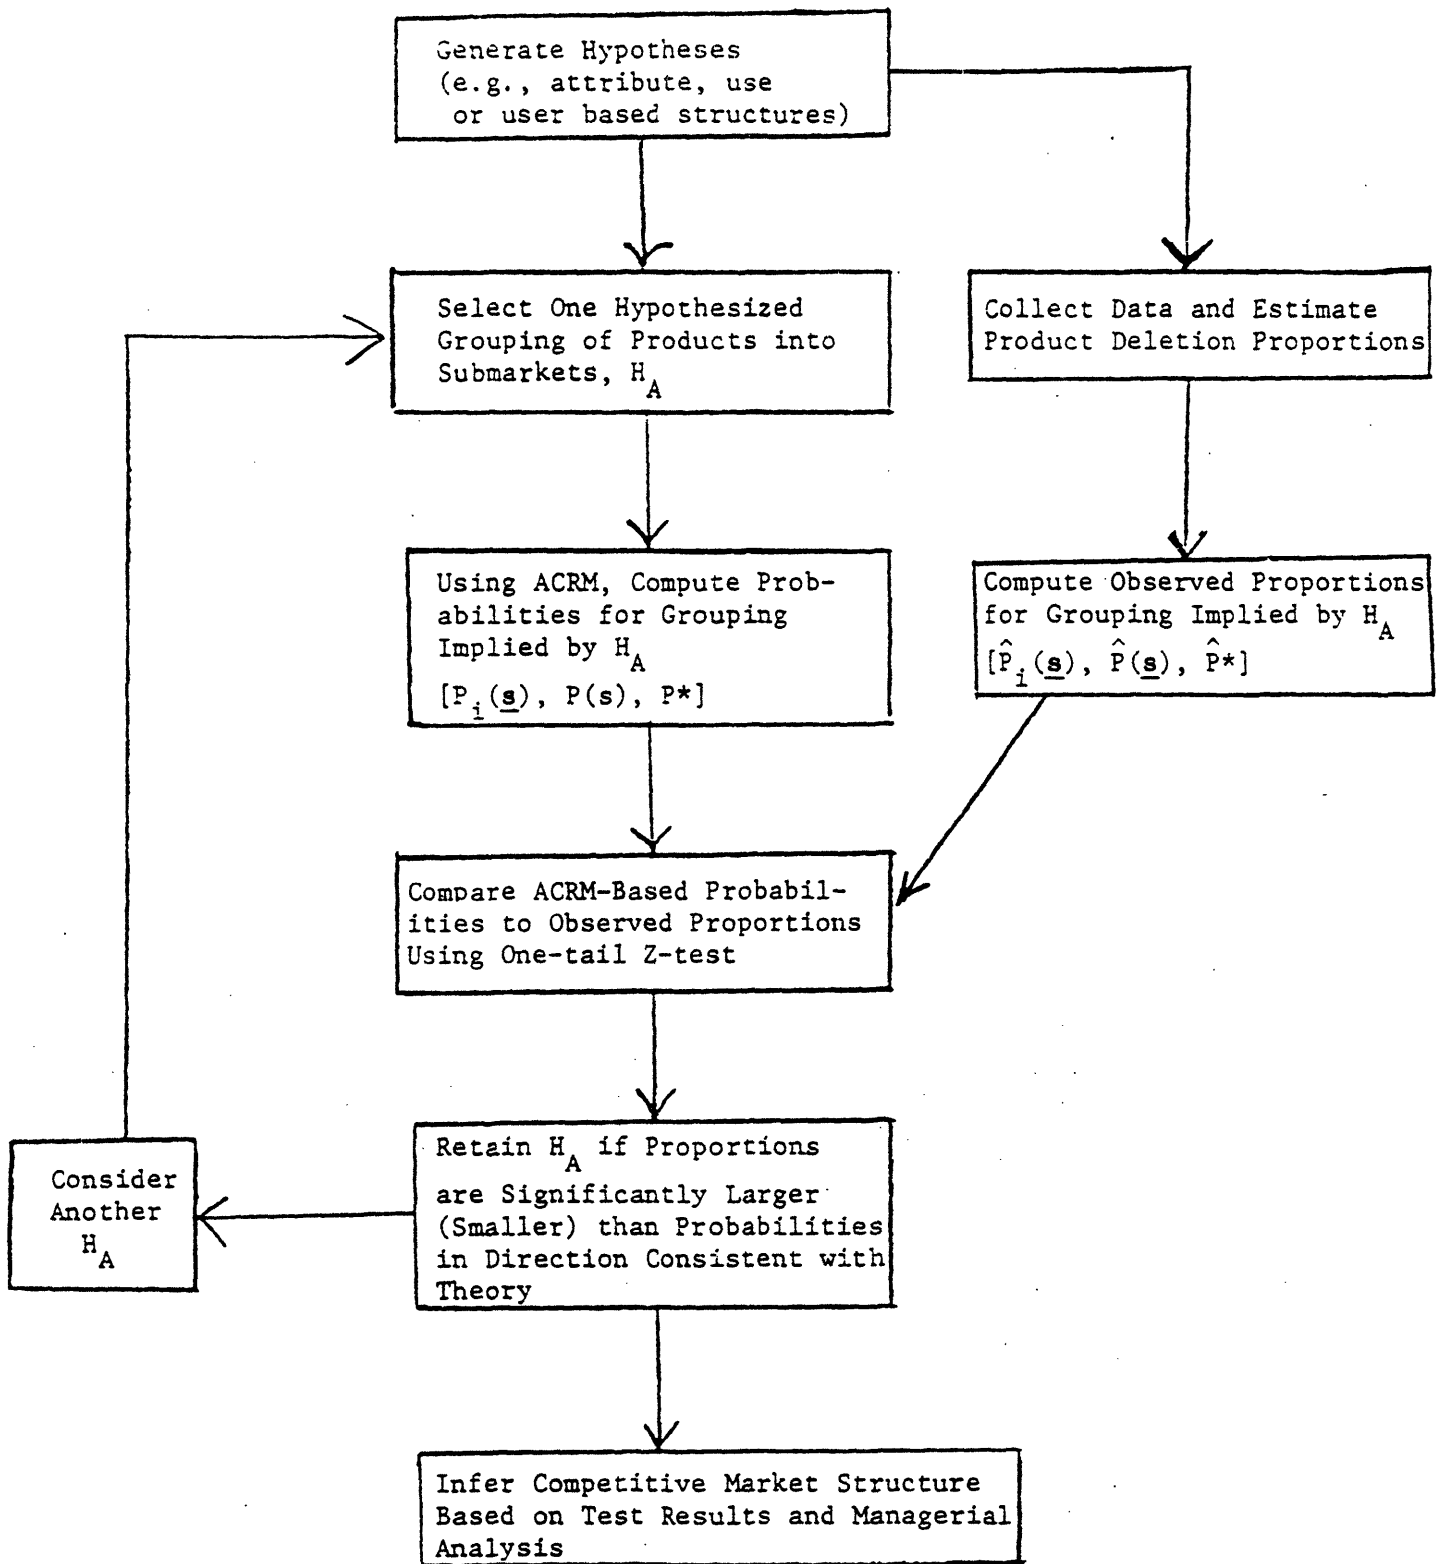 Generate Hypotheses
(e.g., attribute, use
or user based structures)
Select One Hypothesized
Grouping of Products into
Submarkets, H_A
Collect Data and Estimate
Product Deletion Proportions
Using ACRM, Compute Prob-
abilities for Grouping
Implied by H_A
[P_i(s), P(s), P*]
Compute Observed Proportions
for Grouping Implied by H_A
[P̂_i(s), P̂(s), P̂*]
Compare ACRM-Based Probabil-
ities to Observed Proportions
Using One-tail Z-test
Retain H_A if Proportions
are Significantly Larger
(Smaller) than Probabilities
in Direction Consistent with
Theory
Consider
Another
H_A
Infer Competitive Market Structure
Based on Test Results and Managerial
Analysis